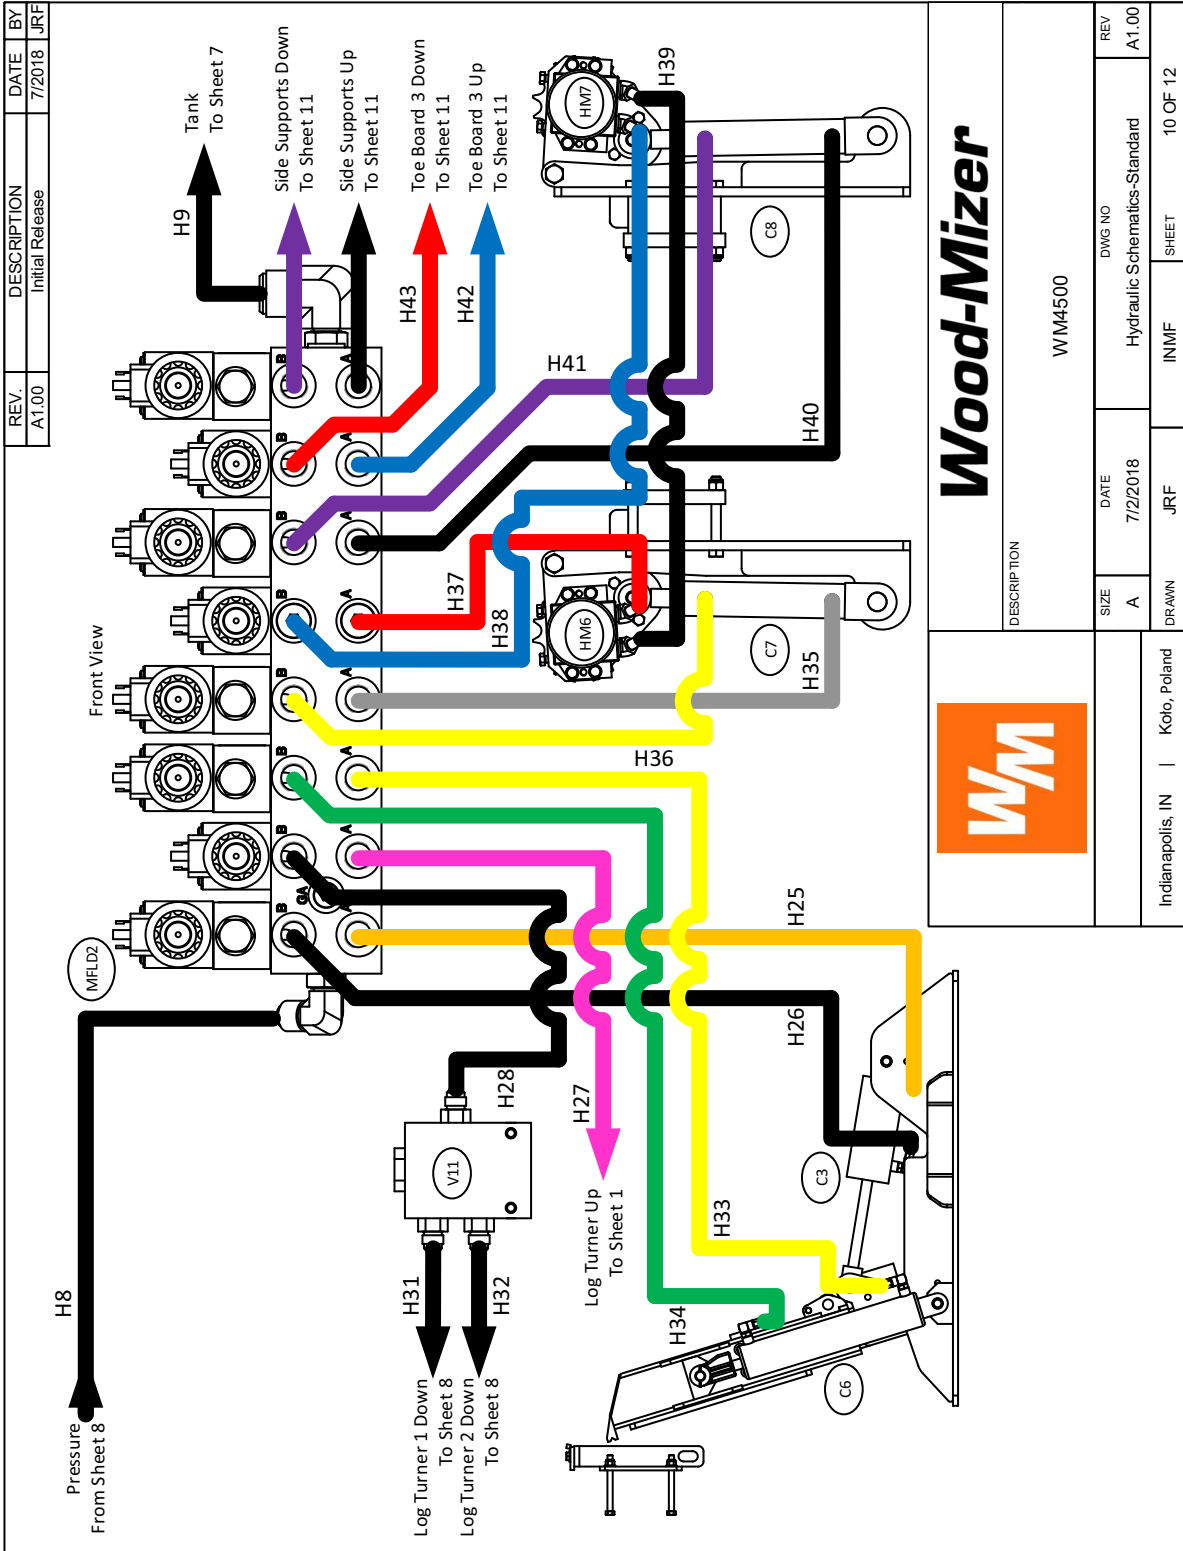 REV.
DESCRIPTION
DATE
BY
A1.00
Initial Release
7/2018
JRF
Front View
MFLD2
H8
Pressure
From Sheet 8
H9
Tank
To Sheet 7
Side Supports Down
To Sheet 11
Side Supports Up
To Sheet 11
Toe Board 3 Down
To Sheet 11
Toe Board 3 Up
To Sheet 11
B
B
B
B
B
B
B
B
GA
A
A
A
A
A
A
A
A
H43
H42
H41
H40
H39
H38
H37
H36
H35
HM7
C8
HM6
C7
H28
V11
H31
H32
Log Turner 1 Down
To Sheet 8
Log Turner 2 Down
To Sheet 8
H27
Log Turner Up
To Sheet 1
H25
H26
H33
H34
C3
C6
WM
Indianapolis, IN | Koło, Poland
Wood-Mizer
DESCRIPTION
WM4500
SIZE
A
DATE
7/2/2018
DWG NO
Hydraulic Schematics-Standard
REV
A1.00
DRAWN
JRF
INMF
SHEET
10 OF 12